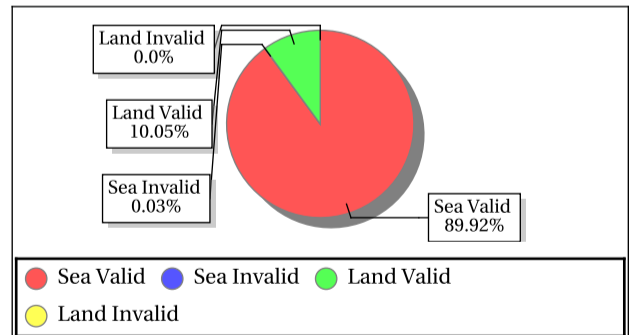 Land Invalid
0.0%
Land Valid
10.05%
Sea Invalid
0.03%
Sea Valid
89.92%
Sea Valid Sea Invalid Land Valid
Land Invalid